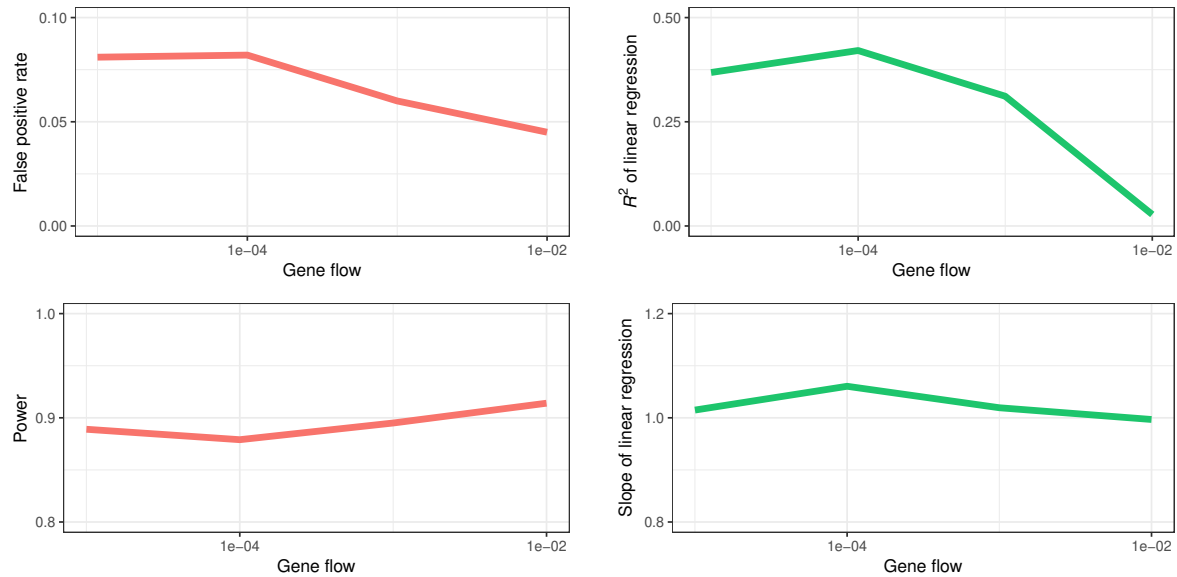 False positive rate
0.10
0.05
0.00
1e−04
1e−02
Gene flow
R² of linear regression
0.50
0.25
0.00
1e−04
1e−02
Gene flow
Power
1.0
0.9
0.8
1e−04
1e−02
Gene flow
Slope of linear regression
1.2
1.0
0.8
1e−04
1e−02
Gene flow